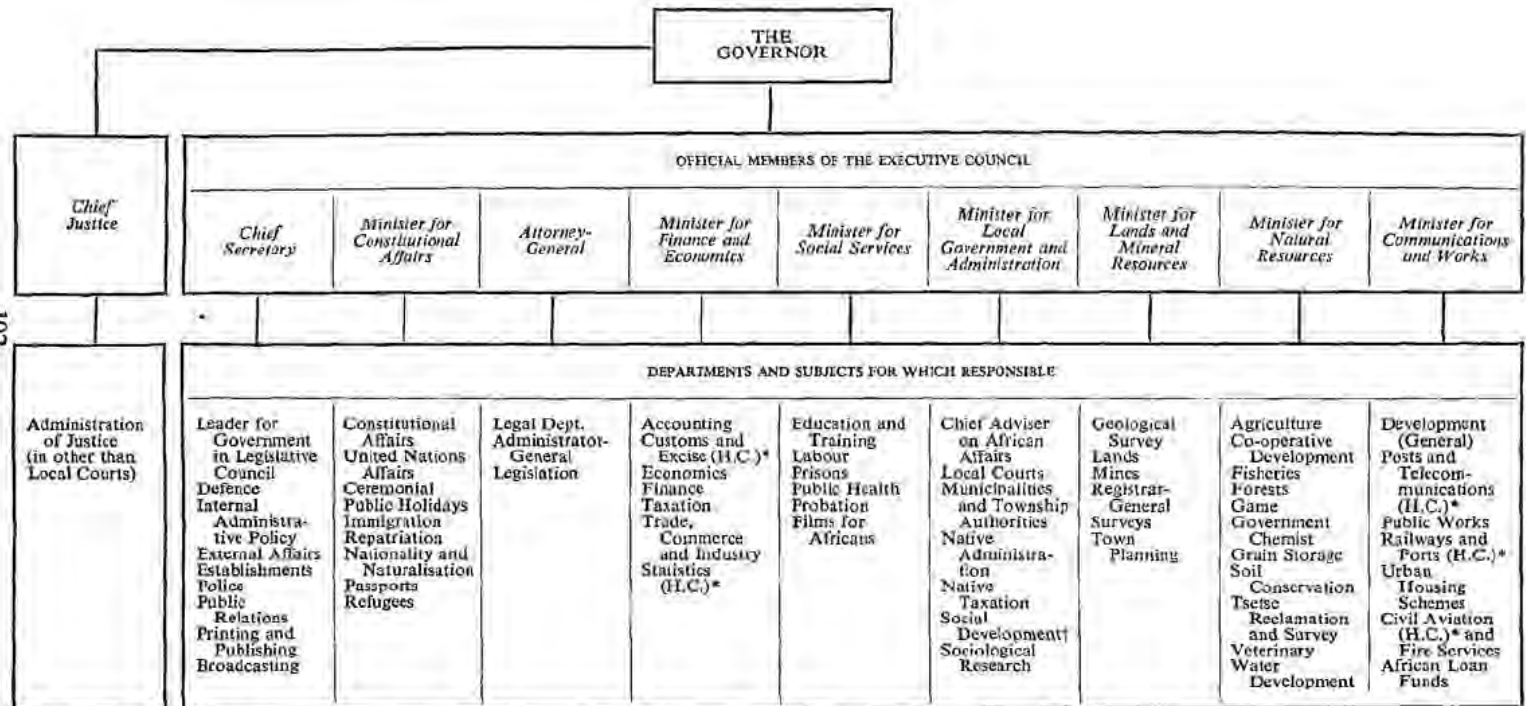 THE
GOVERNOR
OFFICIAL MEMBERS OF THE EXECUTIVE COUNCIL
Chief
Justice
Chief
Secretary
Minister for
Constitutional
Affairs
Attorney-
General
Minister for
Finance and
Economics
Minister for
Social Services
Minister for
Local
Government and
Administration
Minister for
Lands and
Mineral
Resources
Minister for
Natural
Resources
Minister for
Communications
and Works
DEPARTMENTS AND SUBJECTS FOR WHICH RESPONSIBLE
Administration
of Justice
(in other than
Local Courts)
Leader for
Government
in Legislative
Council
Defence
Internal
Administra-
tive Policy
External Affairs
Establishments
Police
Public
Relations
Printing and
Publishing
Broadcasting
Constitutional
Affairs
United Nations
Affairs
Ceremonial
Public Holidays
Immigration
Repatriation
Nationality and
Naturalisation
Passports
Refugees
Legal Dept.
Administrator-
General
Legislation
Accounting
Customs and
Excise (H.C.)*
Economics
Finance
Taxation
Trade,
Commerce
and Industry
Statistics
(H.C.)*
Education and
Training
Labour
Prisons
Public Health
Probation
Films for
Africans
Chief Adviser
on African
Affairs
Local Courts
Municipalities
and Township
Authorities
Native
Administra-
tion
Native
Taxation
Social
Development†
Sociological
Research
Geological
Survey
Lands
Mines
Registrar-
General
Surveys
Town
Planning
Agriculture
Co-operative
Development
Fisheries
Forests
Game
Government
Chemist
Grain Storage
Soil
Conservation
Tsetse
Reclamation
and Survey
Veterinary
Water
Development
Development
(General)
Posts and
Telecom-
munications
(H.C.)*
Public Works
Railways and
Ports (H.C.)*
Urban
Housing
Schemes
Civil Aviation
(H.C.)* and
Fire Services
African Loan
Funds